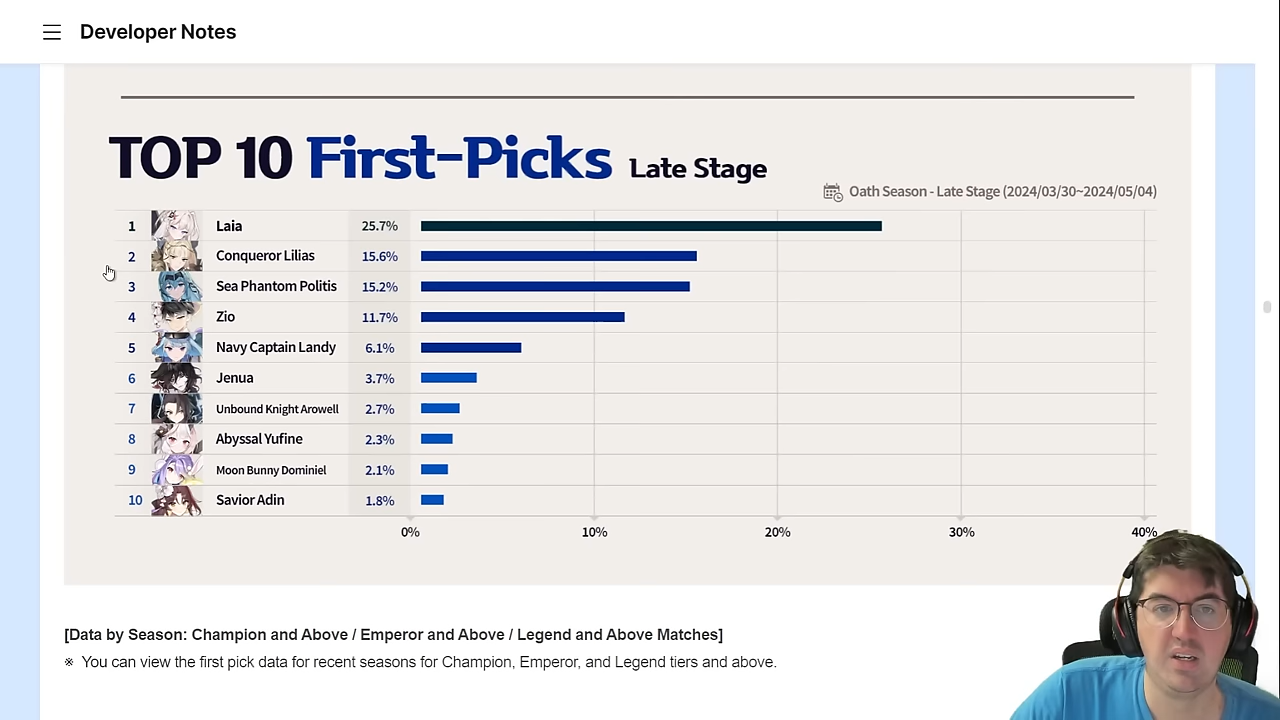 Developer Notes
TOP 10 First-Picks Late Stage
Oath Season - Late Stage (2024/03/30~2024/05/04)
1 Laia 25.7%
2 Conqueror Lilias 15.6%
3 Sea Phantom Politis 15.2%
4 Zio 11.7%
5 Navy Captain Landy 6.1%
6 Jenua 3.7%
7 Unbound Knight Arowell 2.7%
8 Abyssal Yufine 2.3%
9 Moon Bunny Dominiel 2.1%
10 Savior Adin 1.8%
0% 10% 20% 30% 40%
[Data by Season: Champion and Above / Emperor and Above / Legend and Above Matches]
※ You can view the first pick data for recent seasons for Champion, Emperor, and Legend tiers and above.